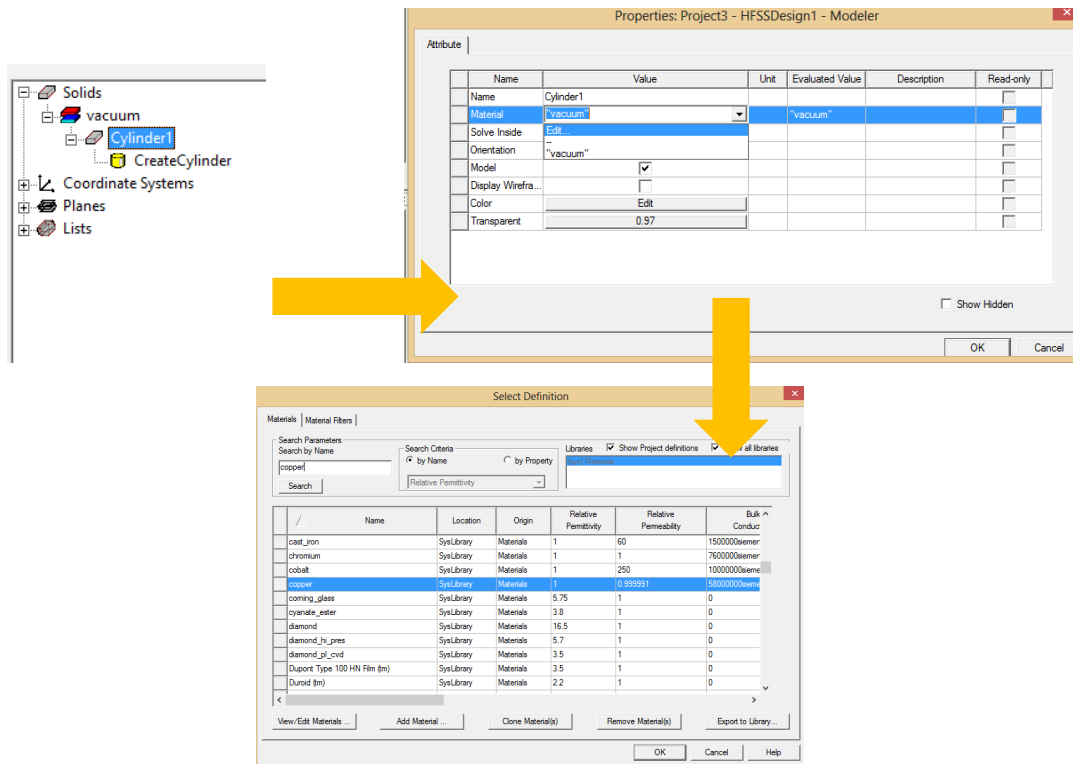 Solids
vacuum
Cylinder1
CreateCylinder
Coordinate Systems
Planes
Lists
Properties: Project3 - HFSSDesign1 - Modeler
Attribute
Name Value Unit Evaluated Value Description Read-only
Name Cylinder1
Material "vacuum" "vacuum"
Solve Inside Edit...
Orientation "vacuum"
Model
Display Wirefra...
Color Edit
Transparent 0.97
Show Hidden
OK Cancel
Select Definition
Materials Material Filters
Search Parameters
Search by Name
copper
Search
Search Criteria
by Name by Property
Relative Permittivity
Libraries Show Project definitions all libraries
/ Name Location Origin Relative Permittivity Relative Permeability Bulk Conduc
cast_iron SysLibrary Materials 1 60 1500000siemen
chromium SysLibrary Materials 1 1 7600000siemen
cobalt SysLibrary Materials 1 250 10000000sieme
copper SysLibrary Materials 1 0.999991 58000000sieme
corning_glass SysLibrary Materials 5.75 1 0
cyanate_ester SysLibrary Materials 3.8 1 0
diamond SysLibrary Materials 16.5 1 0
diamond_hi_pres SysLibrary Materials 5.7 1 0
diamond_pl_cvd SysLibrary Materials 3.5 1 0
Dupont Type 100 HN Film (tm) SysLibrary Materials 3.5 1 0
Duroid (tm) SysLibrary Materials 2.2 1 0
View/Edit Materials ... Add Material ... Clone Material(s) Remove Material(s) Export to Library...
OK Cancel Help